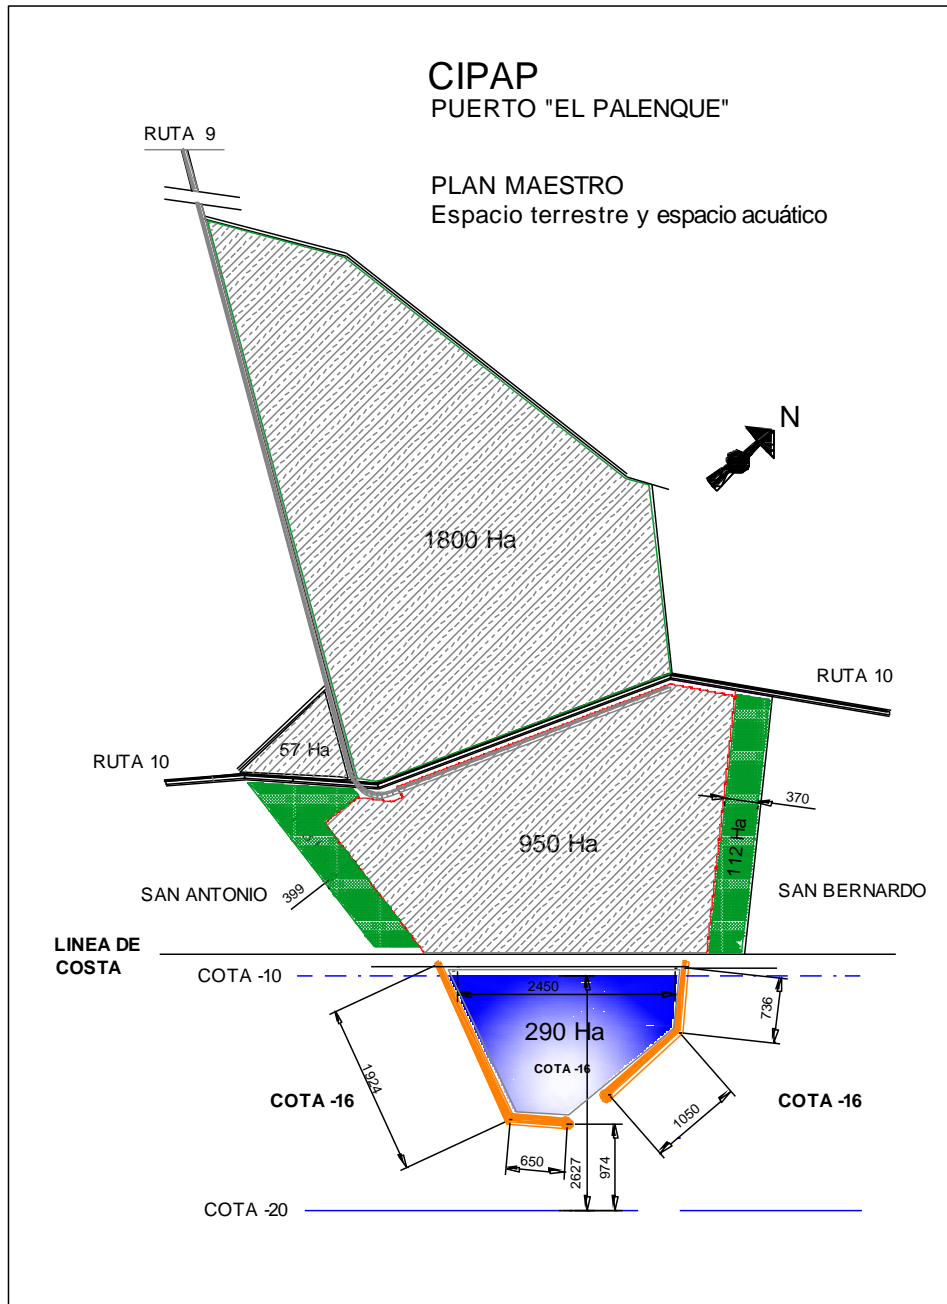 CIPAP
PUERTO "EL PALENQUE"
RUTA 9
PLAN MAESTRO
Espacio terrestre y espacio acuático
N
1800 Ha
RUTA 10
57 Ha
RUTA 10
370
950 Ha
112 Ha
SAN ANTONIO
399
SAN BERNARDO
LINEA DE
COSTA
COTA -10
2450
736
290 Ha
COTA -16
1924
COTA -16
COTA -16
1050
650
2627
974
COTA -20